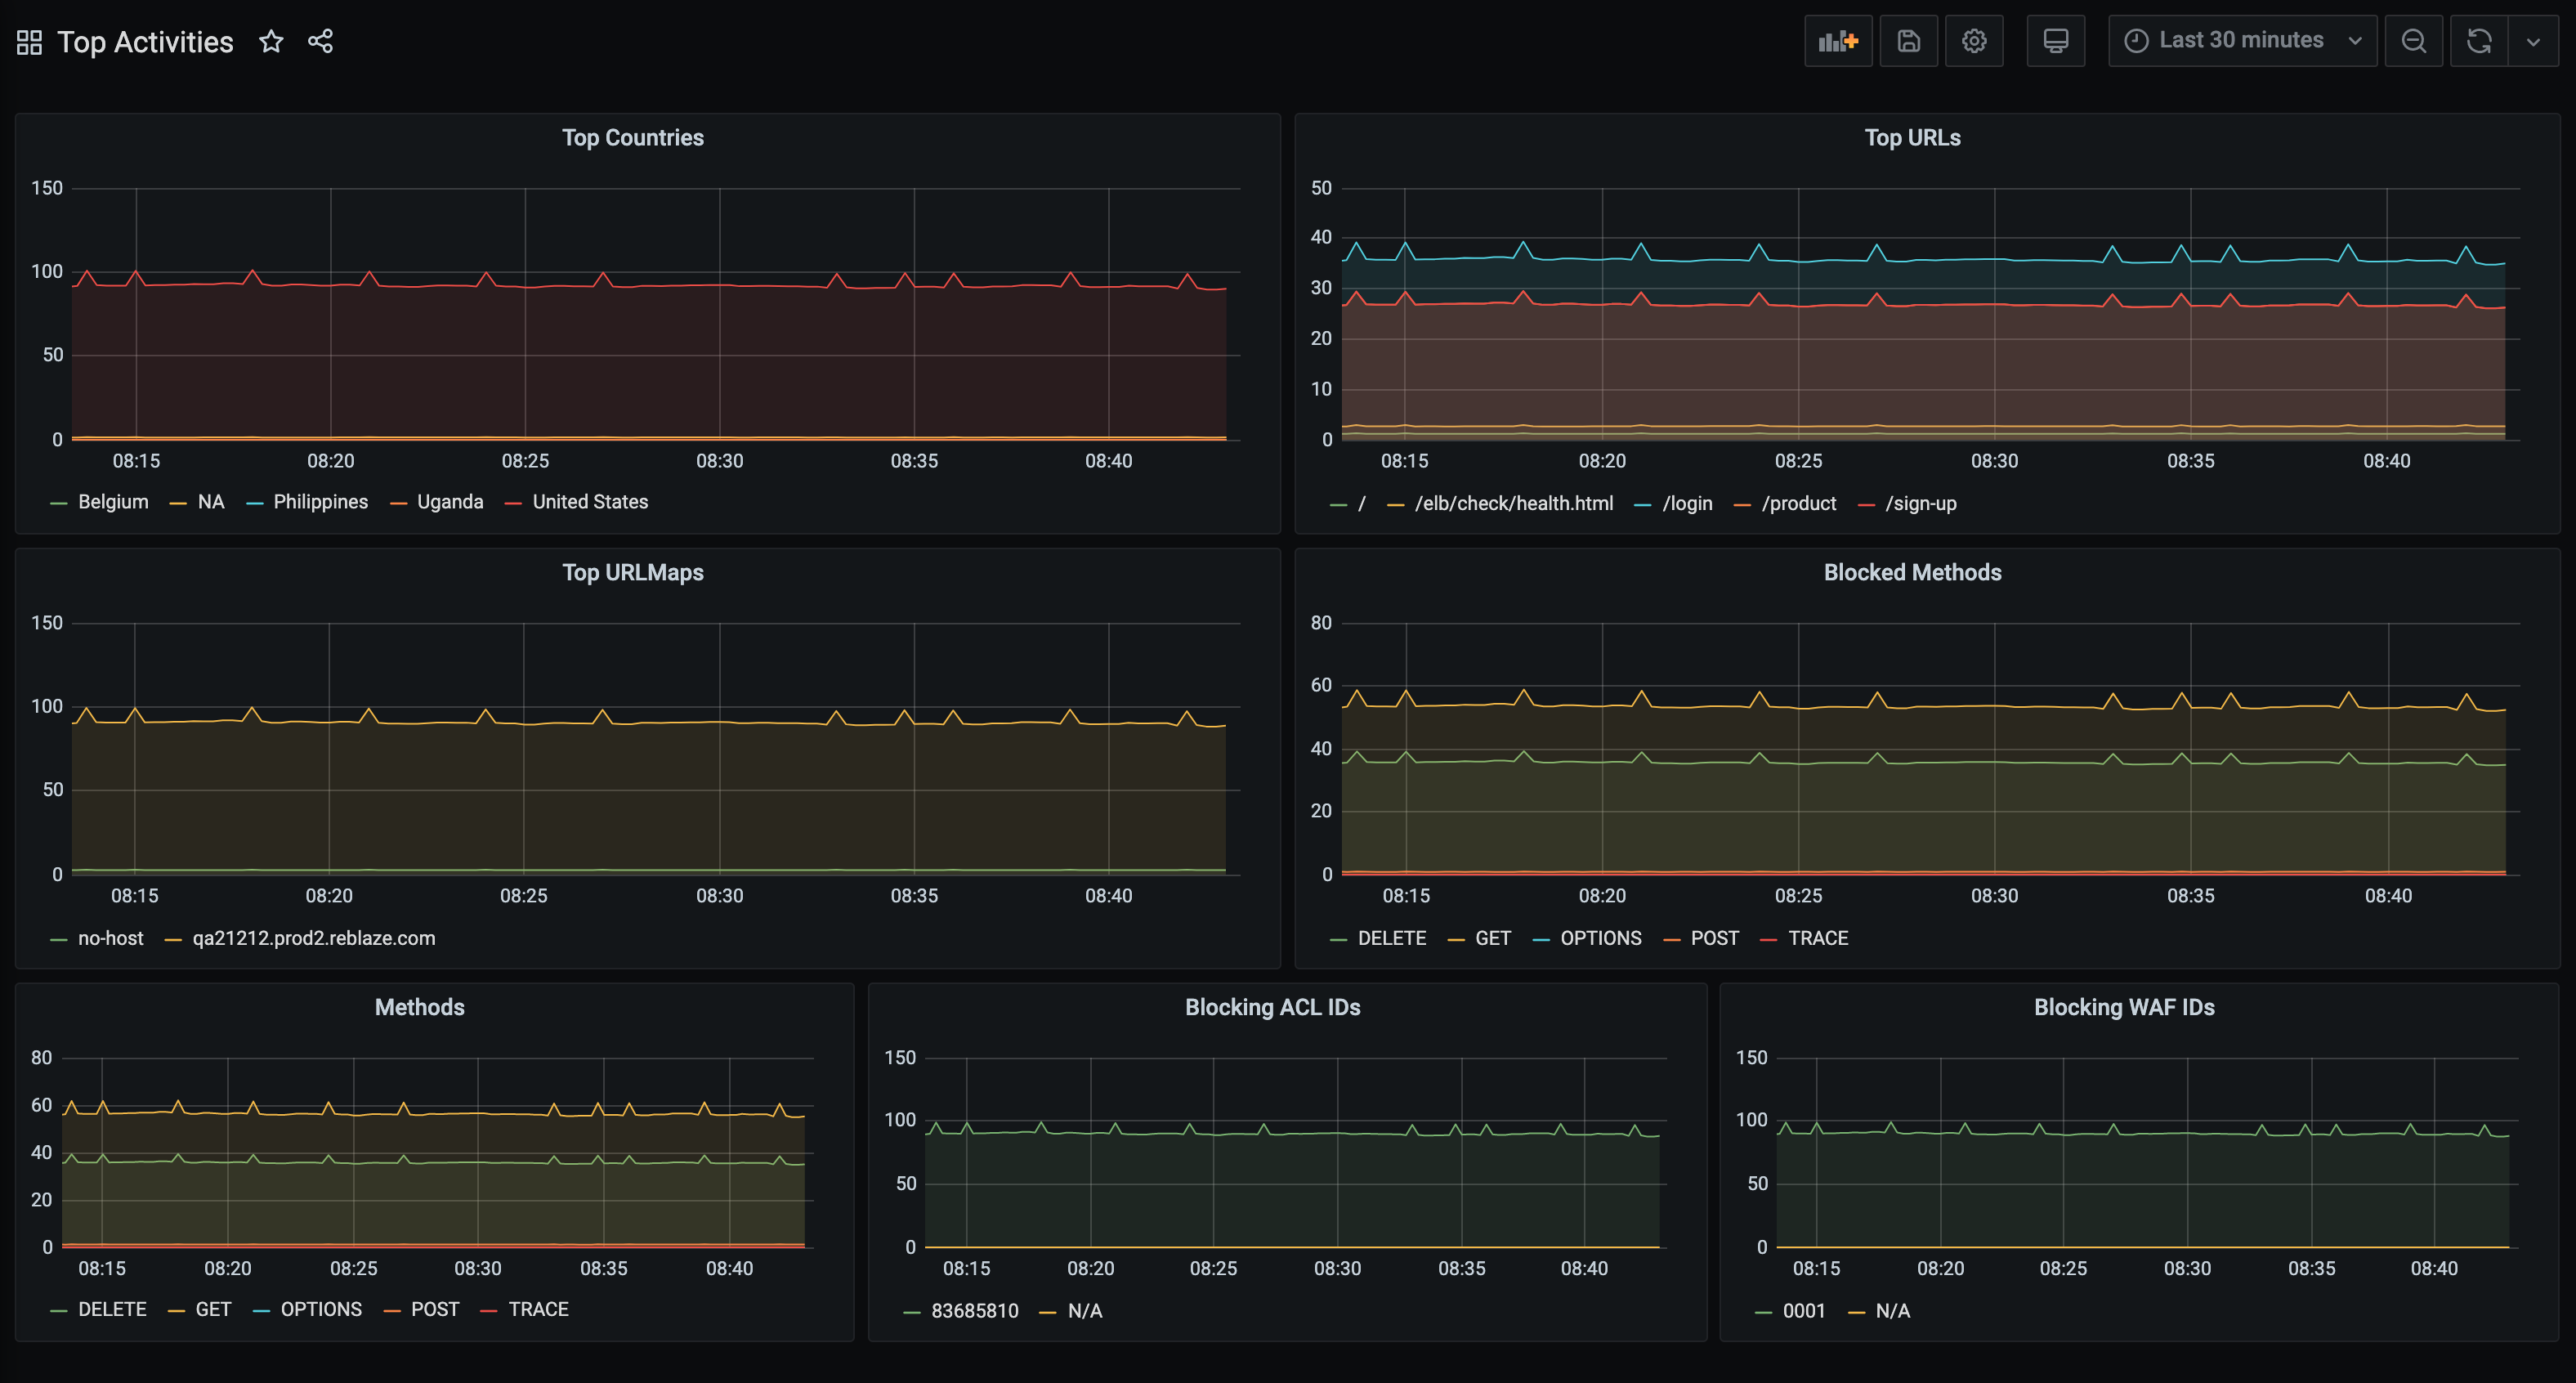 Top Activities
Last 30 minutes
Top Countries
150
100
50
0
08:15 08:20 08:25 08:30 08:35 08:40
Belgium NA Philippines Uganda United States
Top URLs
50
40
30
20
10
0
08:15 08:20 08:25 08:30 08:35 08:40
/ /elb/check/health.html /login /product /sign-up
Top URLMaps
150
100
50
0
08:15 08:20 08:25 08:30 08:35 08:40
no-host qa21212.prod2.reblaze.com
Blocked Methods
80
60
40
20
0
08:15 08:20 08:25 08:30 08:35 08:40
DELETE GET OPTIONS POST TRACE
Methods
80
60
40
20
0
08:15 08:20 08:25 08:30 08:35 08:40
DELETE GET OPTIONS POST TRACE
Blocking ACL IDs
150
100
50
0
08:15 08:20 08:25 08:30 08:35 08:40
83685810 N/A
Blocking WAF IDs
150
100
50
0
08:15 08:20 08:25 08:30 08:35 08:40
0001 N/A